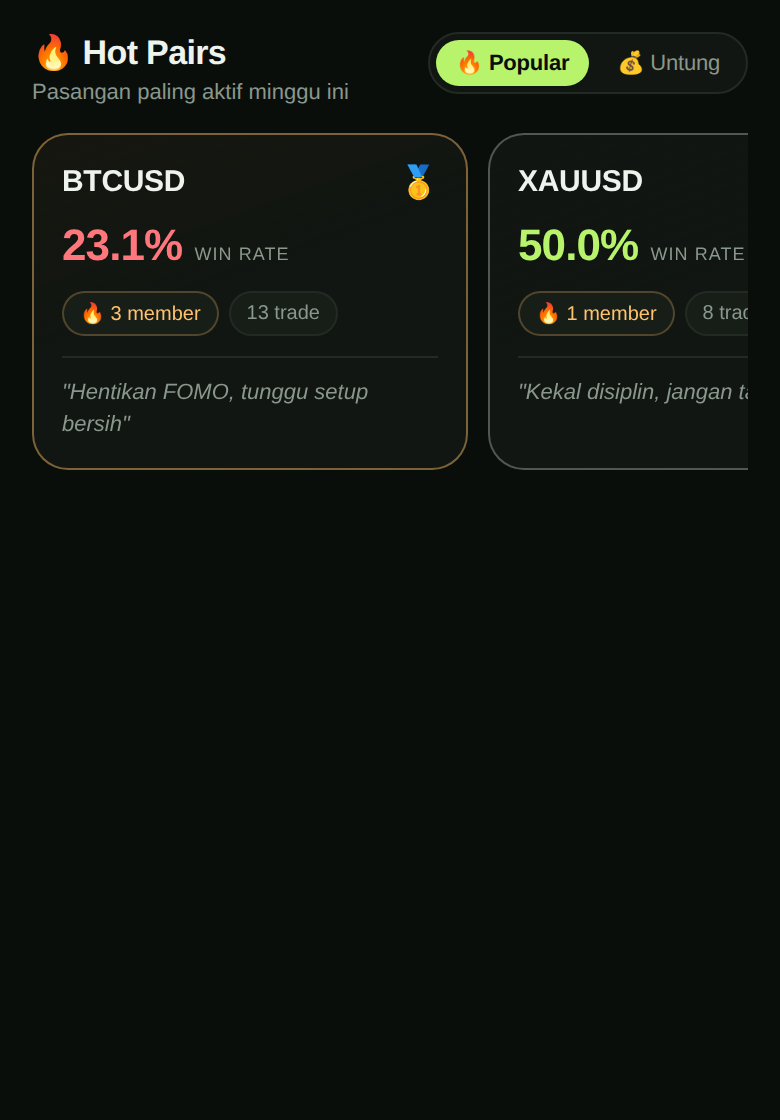 🔥 Hot Pairs
Pasangan paling aktif minggu ini
🔥 Popular
💰 Untung
BTCUSD
23.1% WIN RATE
🔥 3 member
13 trade
"Hentikan FOMO, tunggu setup
bersih"
XAUUSD
50.0% WIN RATE
🔥 1 member
8
"Kekal disiplin, jangan